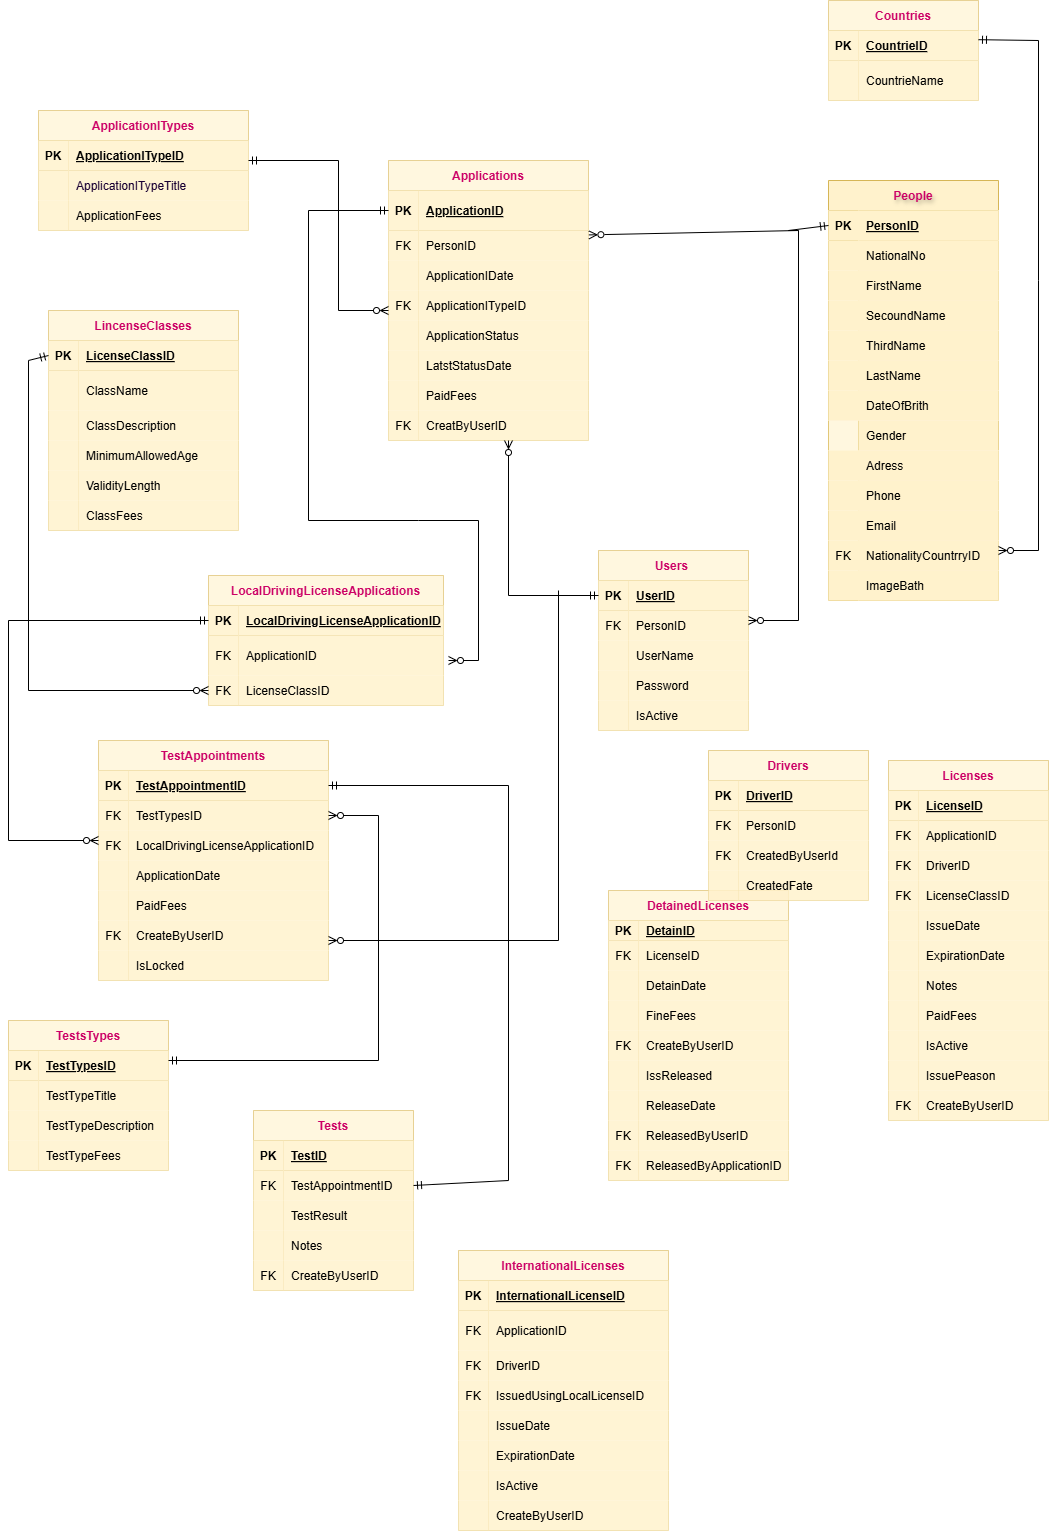 Countries
PK CountrieID
CountrieName
ApplicationlTypes
PK ApplicationlTypeID
ApplicationlTypeTitle
ApplicationFees
Applications
PK ApplicationID
FK PersonID
ApplicationlDate
FK ApplicationlTypeID
ApplicationStatus
LatstStatusDate
PaidFees
FK CreatByUserID
People
PK PersonID
NationalNo
FirstName
SecoundName
ThirdName
LastName
DateOfBrith
Gender
Adress
Phone
Email
FK NationalityCountrryID
ImageBath
LincenseClasses
PK LicenseClassID
ClassName
ClassDescription
MinimumAllowedAge
ValidityLength
ClassFees
LocalDrivingLicenseApplications
PK LocalDrivingLicenseApplicationID
FK ApplicationID
FK LicenseClassID
Users
PK UserID
FK PersonID
UserName
Password
IsActive
TestAppointments
PK TestAppointmentID
FK TestTypesID
FK LocalDrivingLicenseApplicationID
ApplicationDate
PaidFees
FK CreateByUserID
IsLocked
Drivers
PK DriverID
FK PersonID
FK CreatedByUserId
CreatedFate
Licenses
PK LicenseID
FK ApplicationID
FK DriverID
FK LicenseClassID
IssueDate
ExpirationDate
Notes
PaidFees
IsActive
IssuePeason
FK CreateByUserID
DetainedLicenses
PK DetainID
FK LicenseID
DetainDate
FineFees
FK CreateByUserID
IssReleased
ReleaseDate
FK ReleasedByUserID
FK ReleasedByApplicationID
TestsTypes
PK TestTypesID
TestTypeTitle
TestTypeDescription
TestTypeFees
Tests
PK TestID
FK TestAppointmentID
TestResult
Notes
FK CreateByUserID
InternationalLicenses
PK InternationalLicenseID
FK ApplicationID
FK DriverID
FK IssuedUsingLocalLicenseID
IssueDate
ExpirationDate
IsActive
CreateByUserID